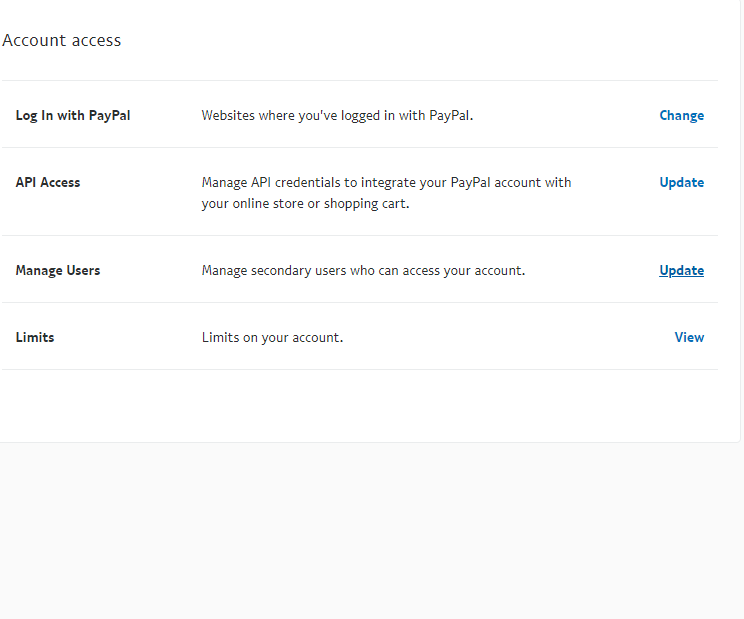 Account access
Log In with PayPal
Websites where you've logged in with PayPal.
Change
API Access
Manage API credentials to integrate your PayPal account with
your online store or shopping cart.
Update
Manage Users
Manage secondary users who can access your account.
Update
Limits
Limits on your account.
View